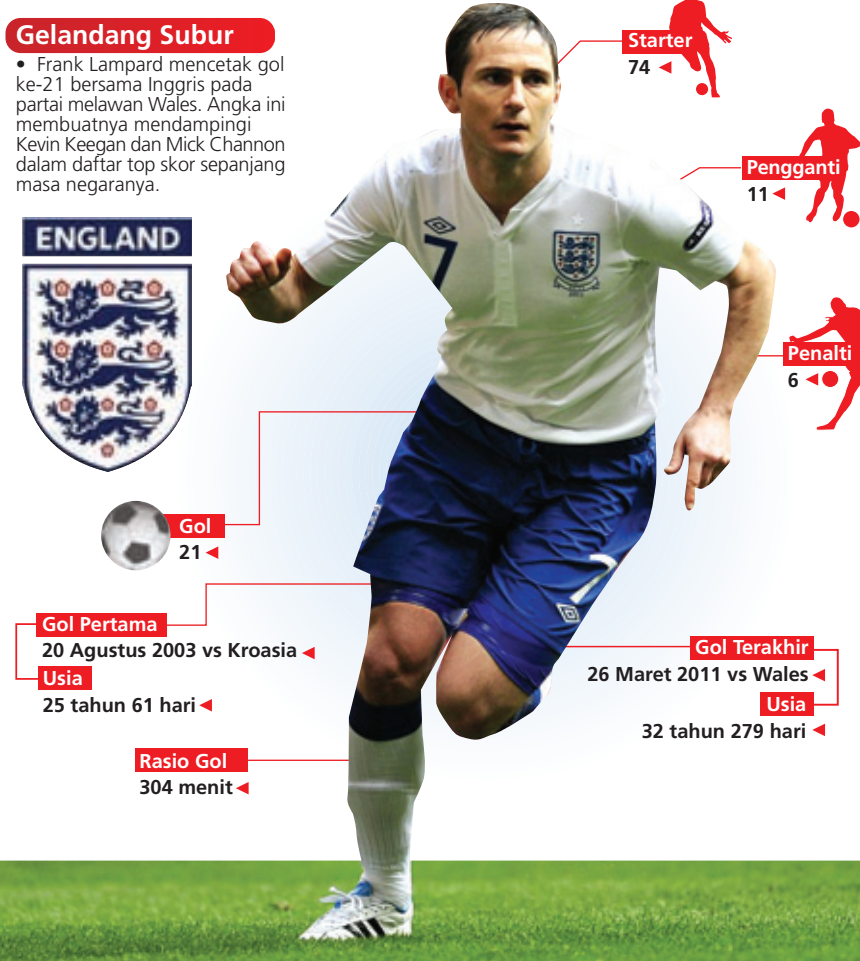 Gelandang Subur
• Frank Lampard mencetak gol
ke-21 bersama Inggris pada
partai melawan Wales. Angka ini
membuatnya mendampingi
Kevin Keegan dan Mick Channon
dalam daftar top skor sepanjang
masa negaranya.
ENGLAND
Starter
74
Pengganti
11
Penalti
6
7
Gol
21
7
Gol Pertama
20 Agustus 2003 vs Kroasia
Usia
25 tahun 61 hari
Gol Terakhir
26 Maret 2011 vs Wales
Usia
32 tahun 279 hari
Rasio Gol
304 menit